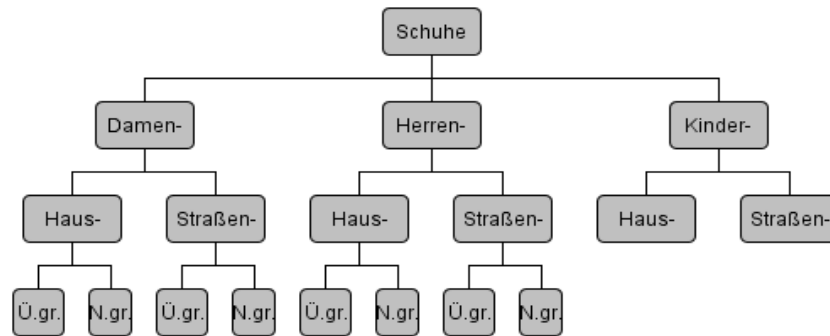 Schuhe
Damen- Herren- Kinder-
Haus- Straßen- Haus- Straßen- Haus- Straßen-
Ü.gr. N.gr. Ü.gr. N.gr. Ü.gr. N.gr. Ü.gr. N.gr.